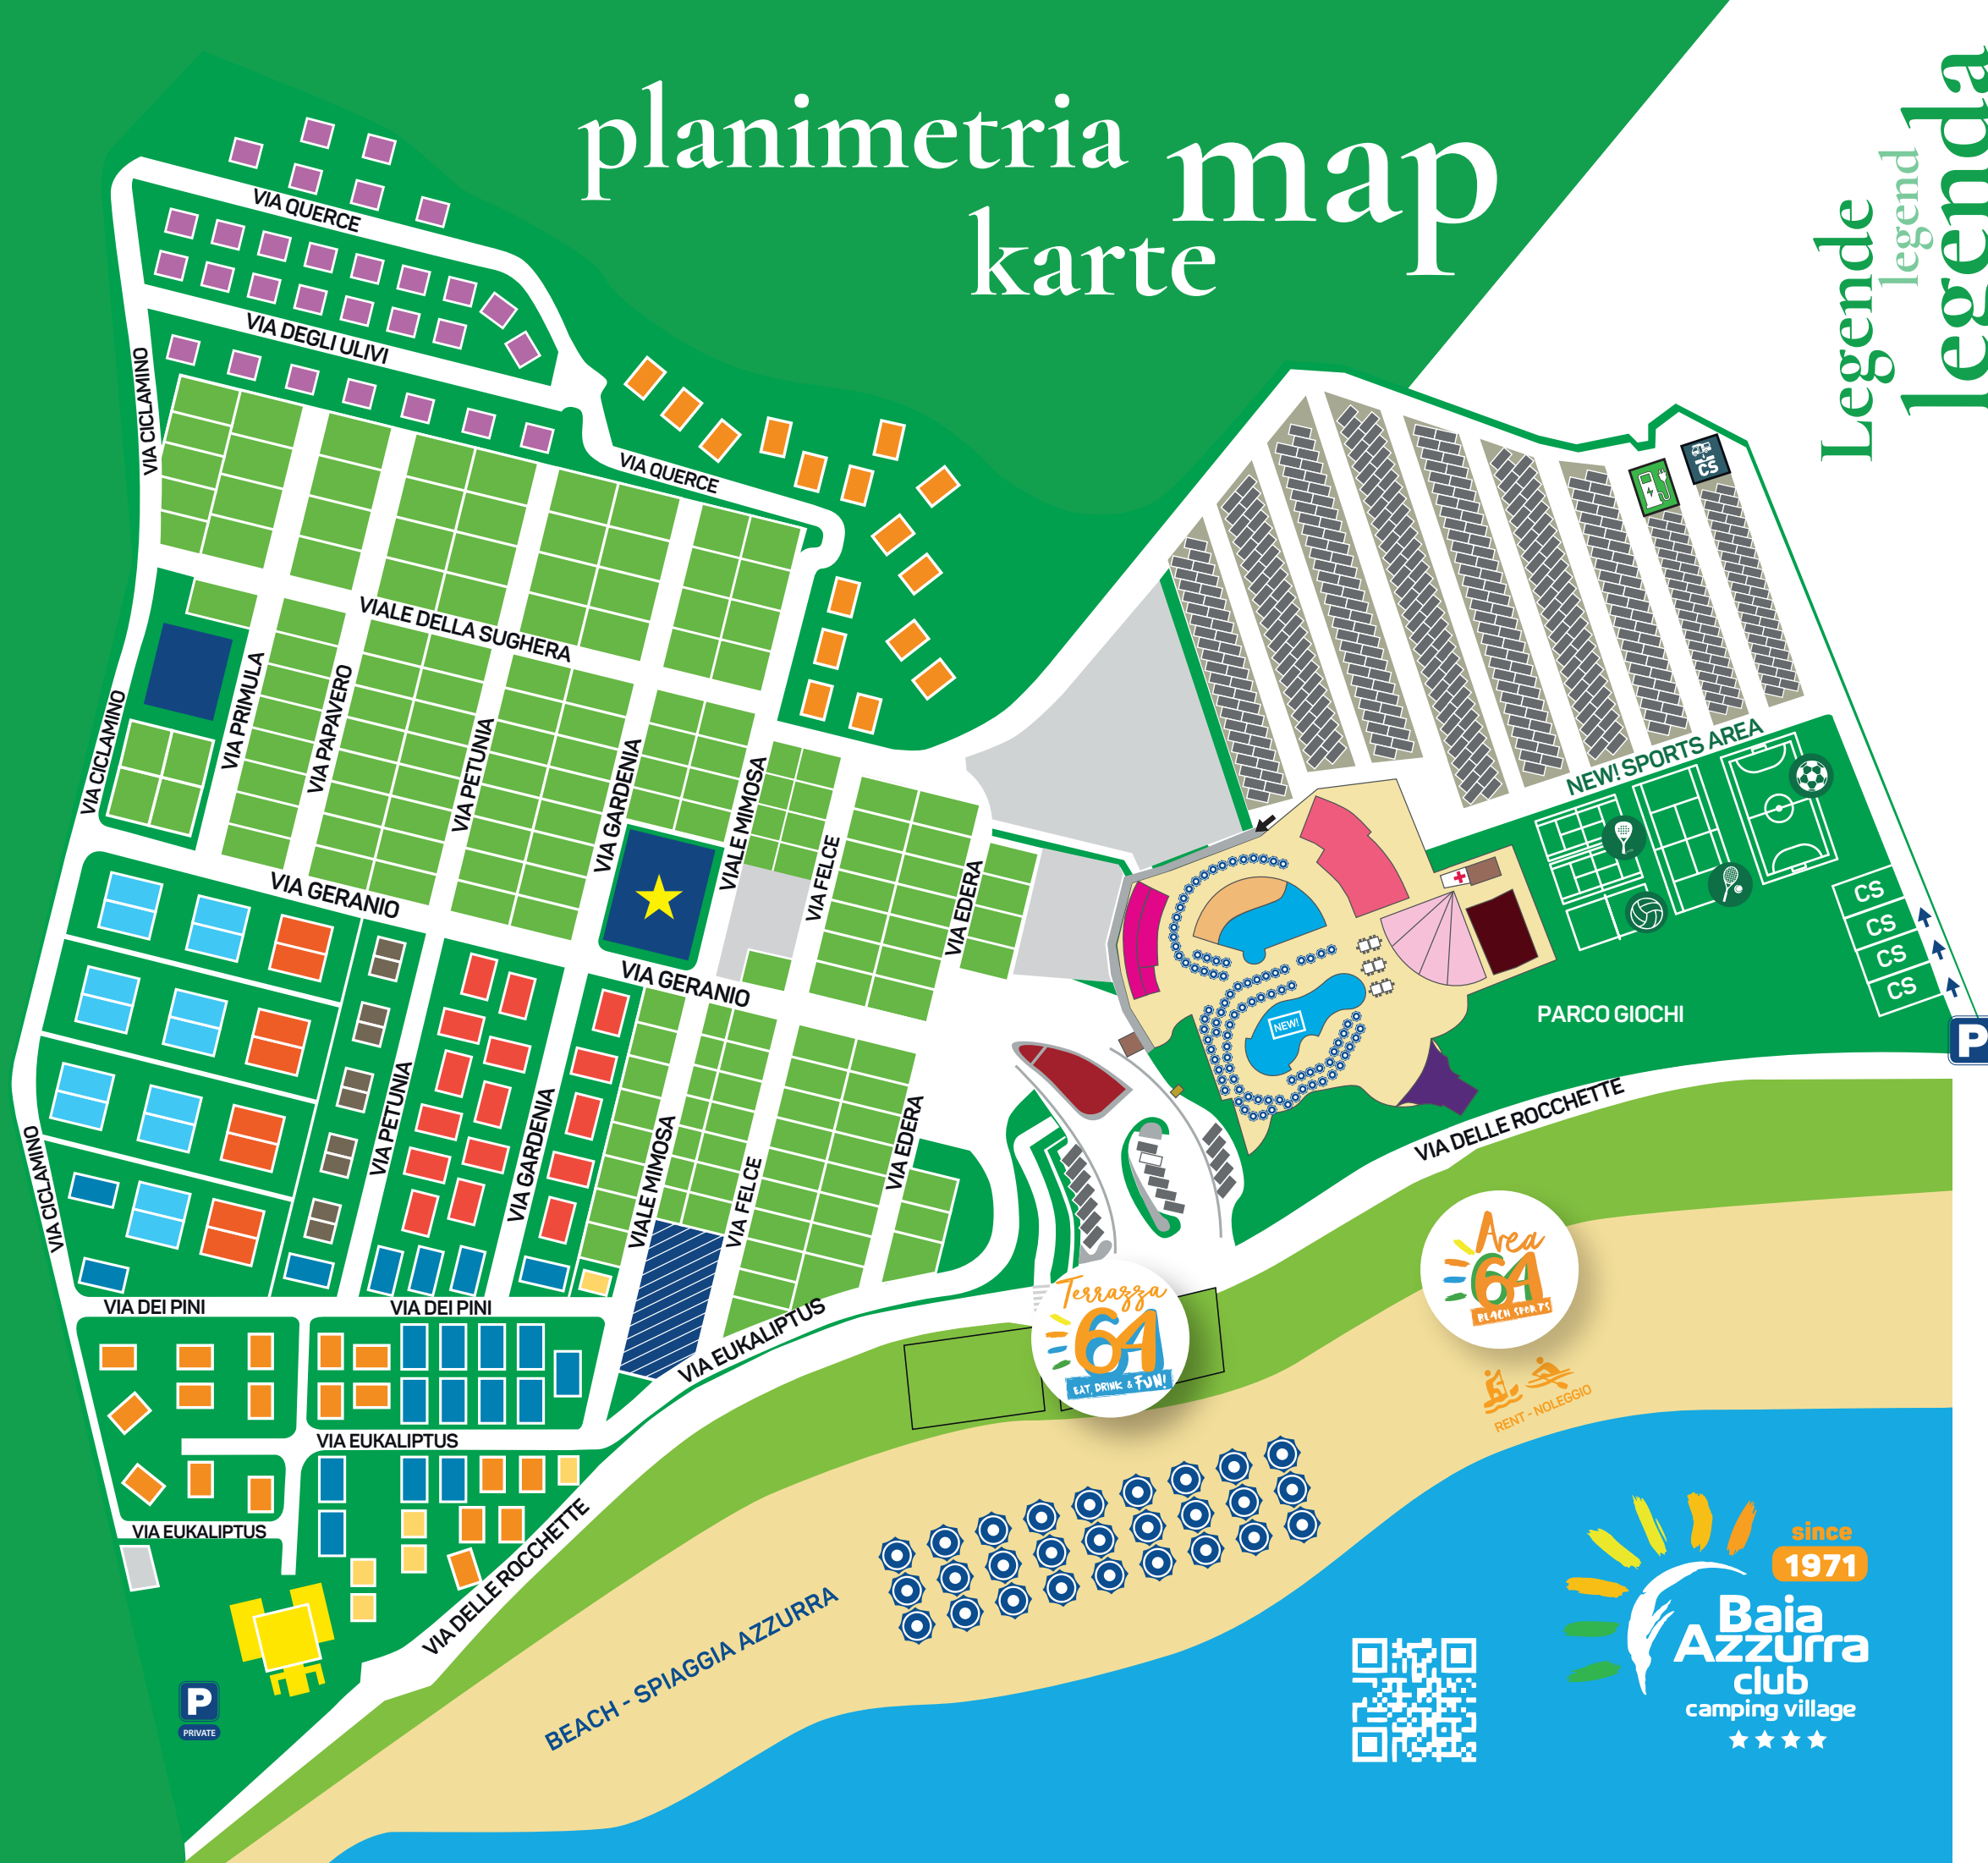 planimetria map
karte
Legende
legend
legenda
VIA QUERCE
VIA DEGLI ULIVI
VIA CICLAMINO
VIA QUERCE
CS
VIALE DELLA SUGHERA
VIA CICLAMINO
VIA PRIMULA
VIA PAPAVERO
VIA PETUNIA
VIA GARDENIA
VIALE MIMOSA
VIA FELCE
VIA EDERA
NEW! SPORTS AREA
VIA GERANIO
VIA GERANIO
CS
CS
CS
CS
NEW!
PARCO GIOCHI
P
VIA CICLAMINO
VIA PETUNIA
VIA GARDENIA
VIALE MIMOSA
VIA FELCE
VIA EDERA
VIA DELLE ROCCHETTE
Area
64
BEACH SPORTS
Terrazza
64
EAT, DRINK & FUN!
RENT - NOLEGGIO
VIA DEI PINI
VIA DEI PINI
VIA EUKALIPTUS
VIA EUKALIPTUS
VIA EUKALIPTUS
VIA DELLE ROCCHETTE
BEACH - SPIAGGIA AZZURRA
P
PRIVATE
since
1971
Baia
Azzurra
club
camping village